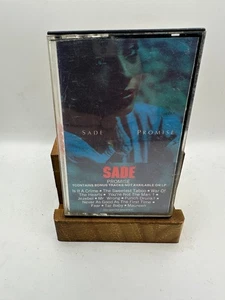 SADE PROMISE
SADE
PROMISE
Is It A Crime • The Sweetest Taboo • War Of
The Hearts • You're Not The Man •
Jezebel • Mr. Wrong • Punch Drunk •
Never As Good As The First Time •
Fear • Tar Baby • Maureen